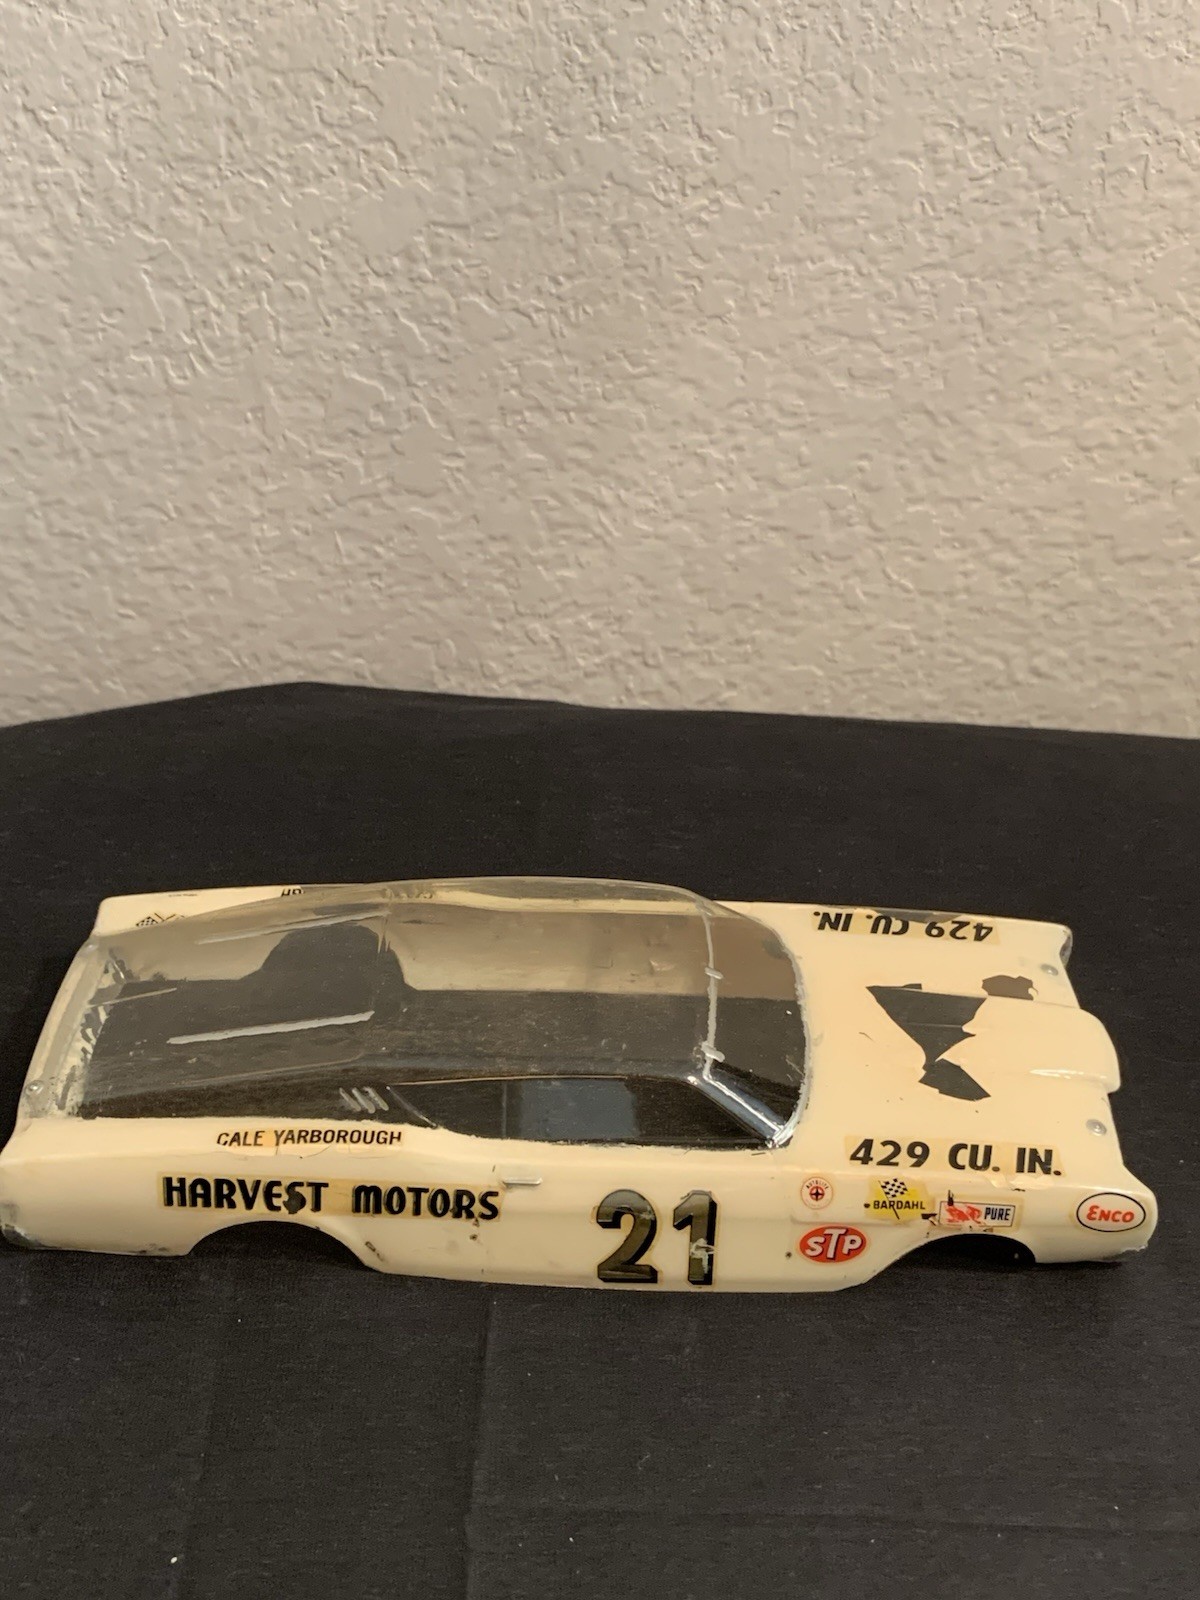 429 CU. IN.
CALE YARBOROUGH
HARVEST MOTORS
21
429 CU. IN.
BARDAHL
PURE
ENCO
STP